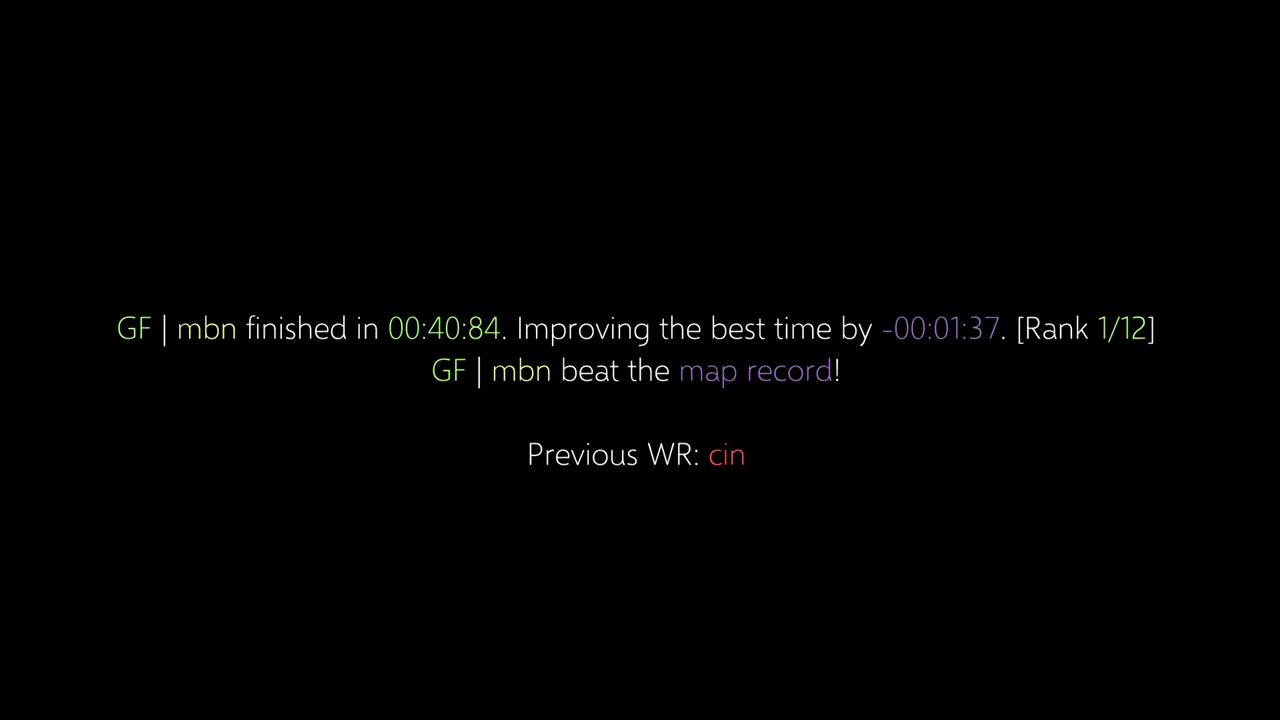 GF | mbn finished in 00:40:84. Improving the best time by -00:01:37. [Rank 1/12]
GF | mbn beat the map record!
Previous WR: cin